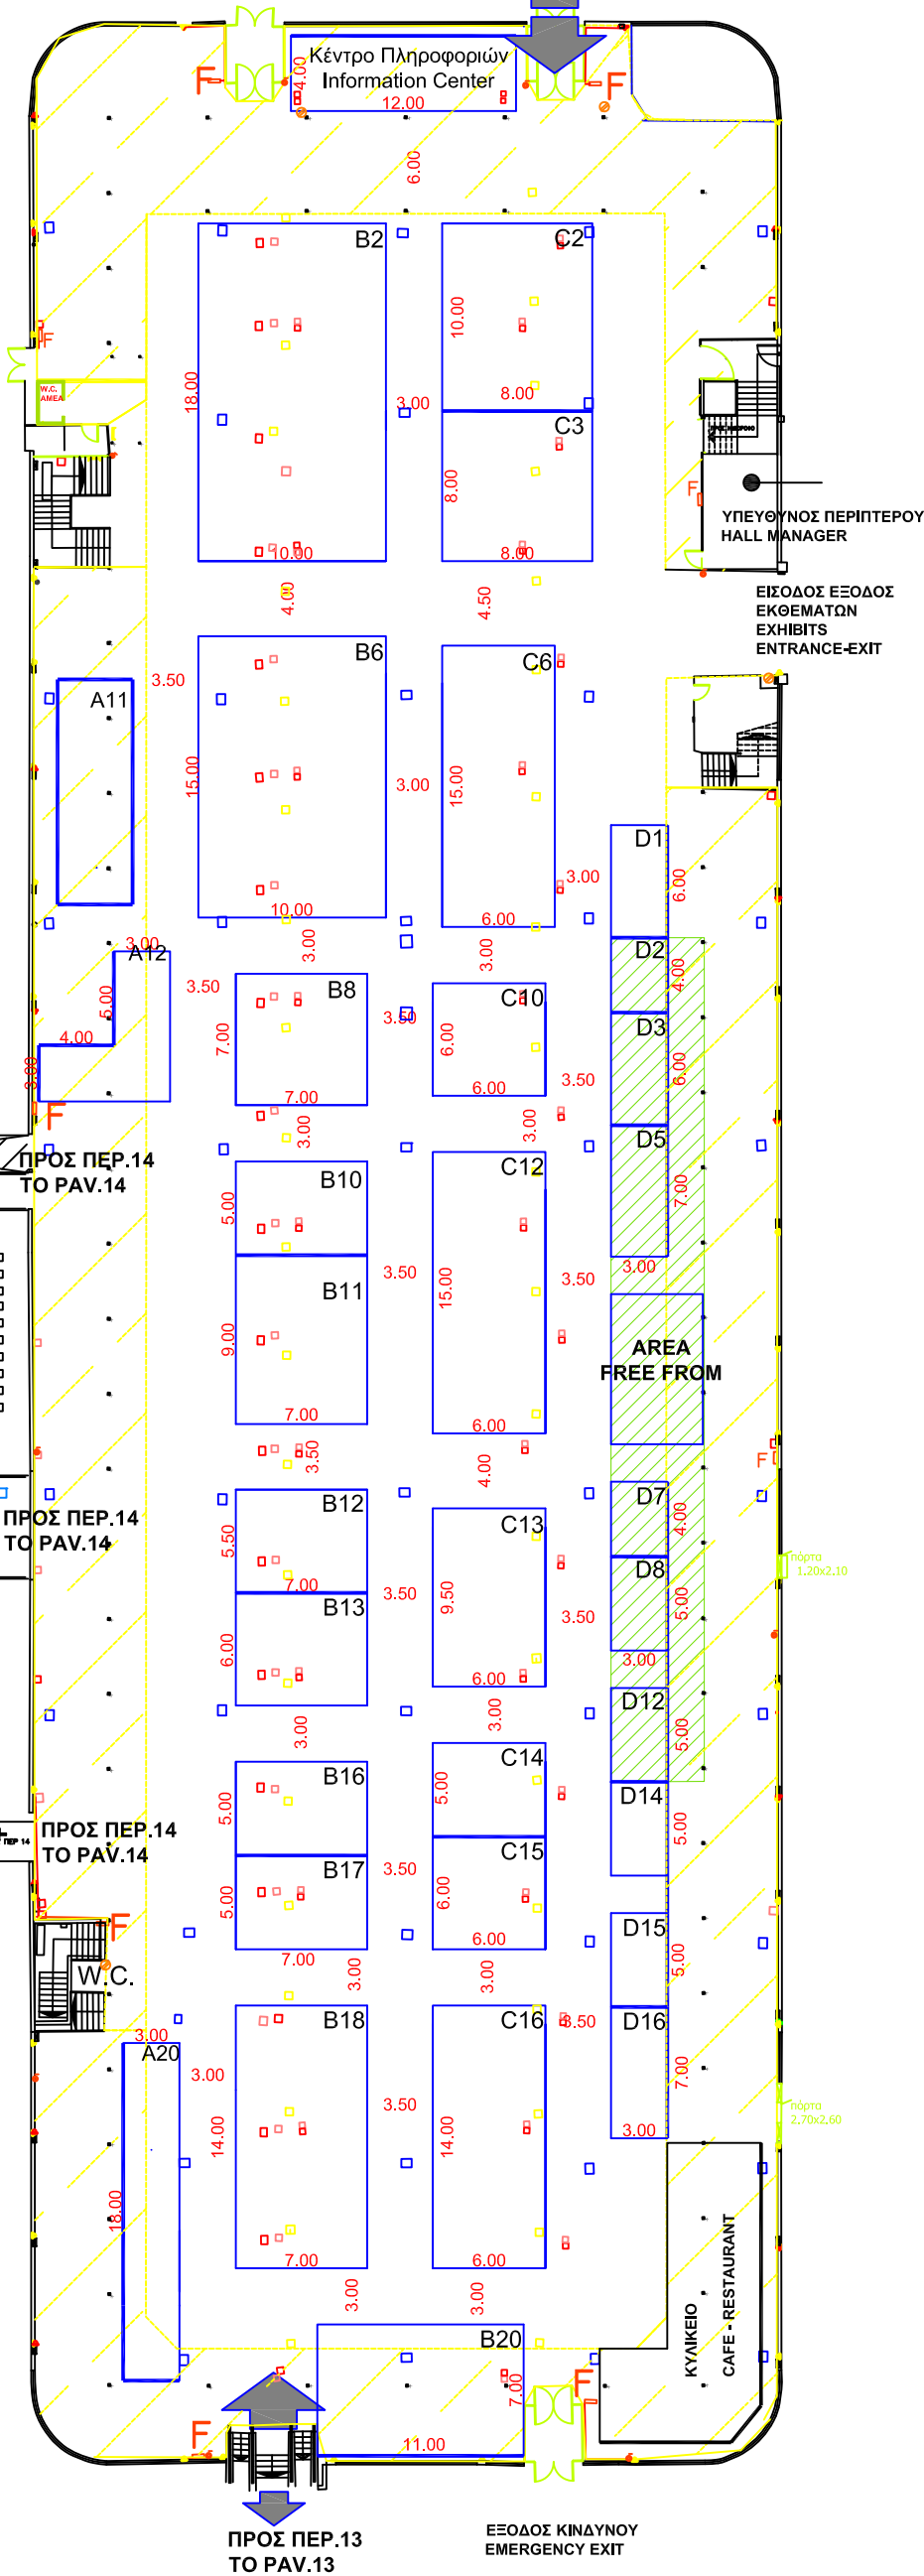 Κέντρο Πληροφοριών
Information Center
4.00
12.00
6.00
B2
C2
10.00
18.00
8.00
3.00
C3
8.00
8.00
10.00
4.00
4.50
F
F
F
W.C.
ΑΜΕΑ
F
ΥΠΕΥΘΥΝΟΣ ΠΕΡΙΠΤΕΡΟΥ
HALL MANAGER
ΕΙΣΟΔΟΣ ΕΞΟΔΟΣ
ΕΚΘΕΜΑΤΩΝ
EXHIBITS
ENTRANCE-EXIT
B6
C6
A11
3.50
15.00
3.00
15.00
10.00
6.00
3.00
3.00
3.00
D1
6.00
3.00
A12
5.00
4.00
3.00
F
3.50
B8
7.00
7.00
3.50
C10
6.00
6.00
3.50
D2
4.00
D3
6.00
D5
7.00
3.00
3.00
3.00
ΠΡΟΣ ΠΕΡ.14
TO PAV.14
B10
5.00
B11
9.00
7.00
3.50
C12
15.00
6.00
3.50
AREA
FREE FROM
3.50
4.00
F
ΠΡΟΣ ΠΕΡ.14
TO PAV.14
B12
5.50
7.00
B13
6.00
3.50
C13
9.50
6.00
3.50
D7
4.00
D8
5.00
3.00
πόρτα
1.20x2.10
3.00
3.00
D12
5.00
ΠΡΟΣ ΠΕΡ.14
TO PAV.14
ΠΕΡ 14
B16
5.00
B17
5.00
7.00
3.50
C14
5.00
C15
6.00
6.00
D14
5.00
D15
5.00
F
W.C.
3.00
3.00
3.00
A20
18.00
3.00
B18
14.00
7.00
3.50
C16
14.00
6.00
3.50
D16
7.00
3.00
πόρτα
2.70x2.60
3.00
3.00
B20
7.00
11.00
ΚΥΛΙΚΕΙΟ
CAFE - RESTAURANT
F
F
ΠΡΟΣ ΠΕΡ.13
TO PAV.13
ΕΞΟΔΟΣ ΚΙΝΔΥΝΟΥ
EMERGENCY EXIT